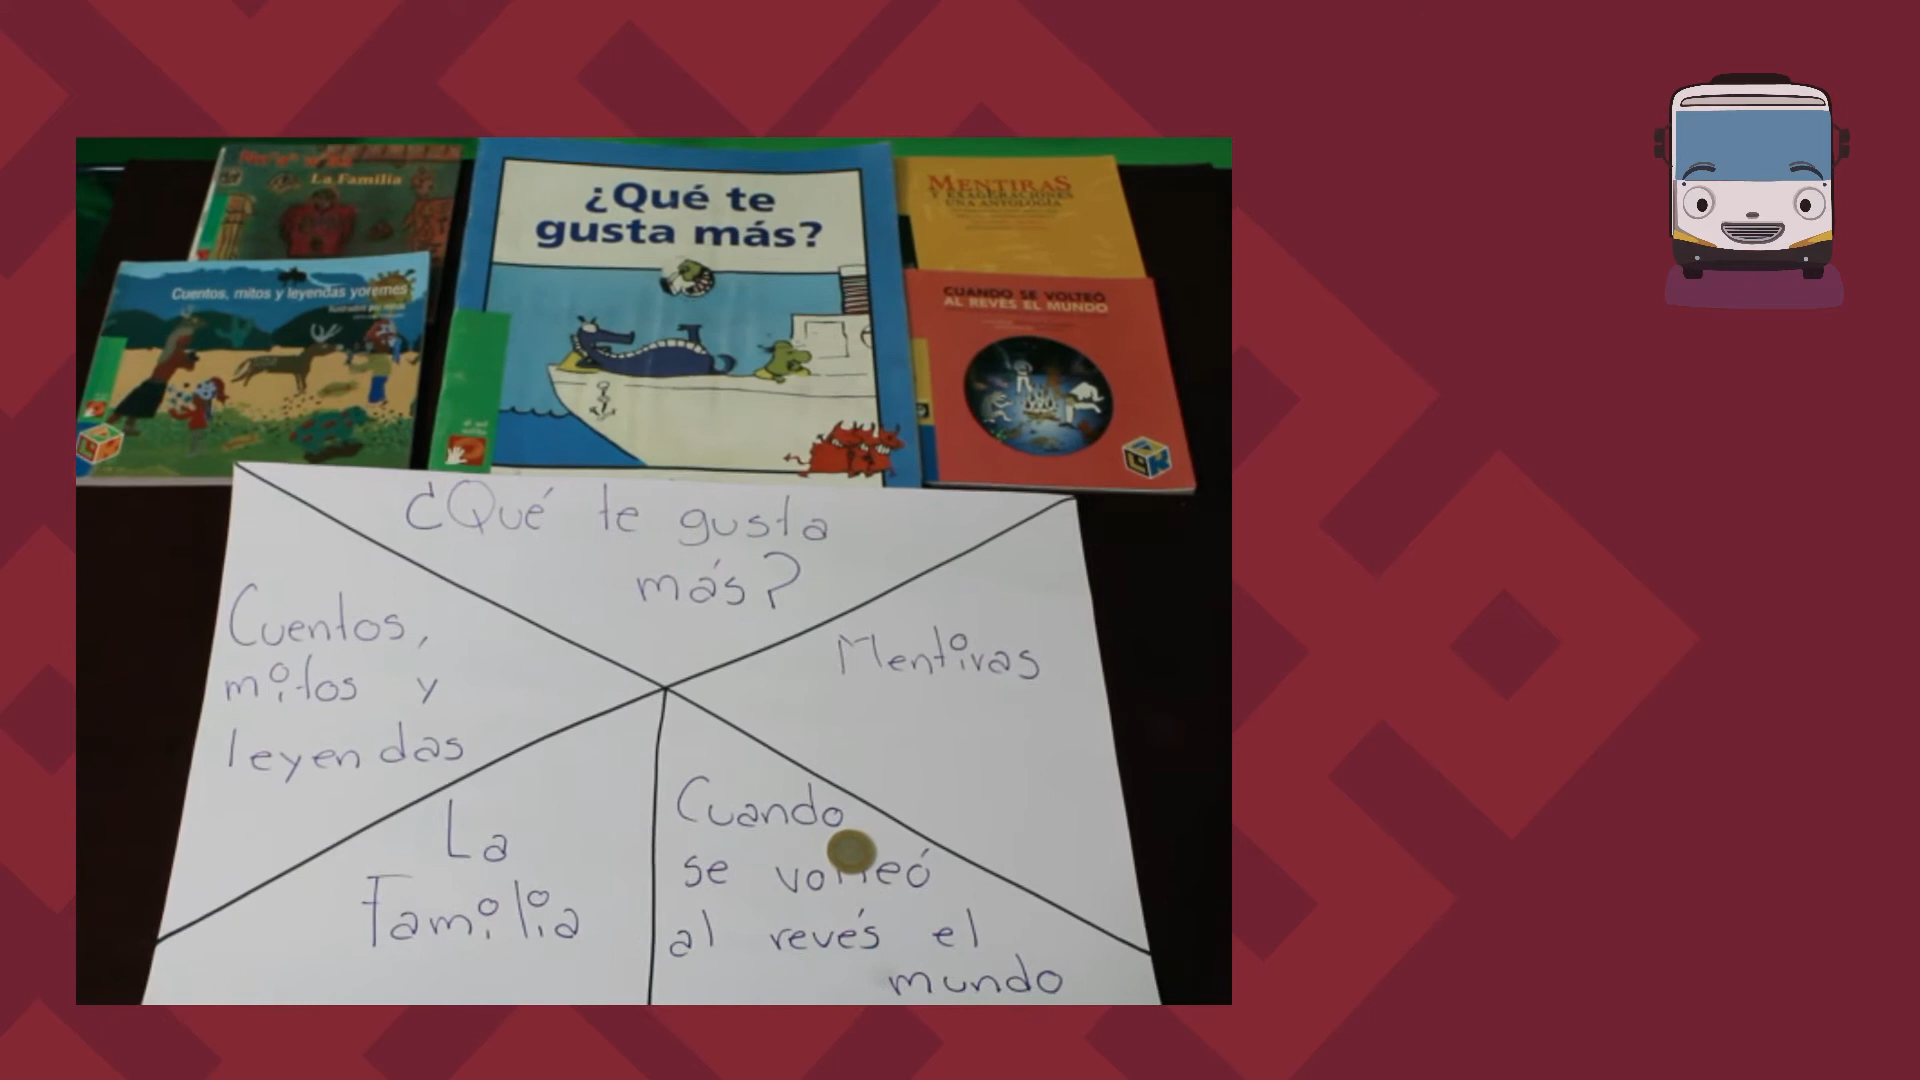 La Familia
¿Qué te
gusta más?
MENTIRAS
Y EXAGERACIONES
UNA ANTOLOGÍA
Cuentos, mitos y leyendas yoremes
CUANDO SE VOLTEÓ
AL REVÉS EL MUNDO
¿Qué te gusta
más?
Cuentos,
mitos y
leyendas
Mentiras
La
Familia
Cuando
se volteó
al revés el
mundo